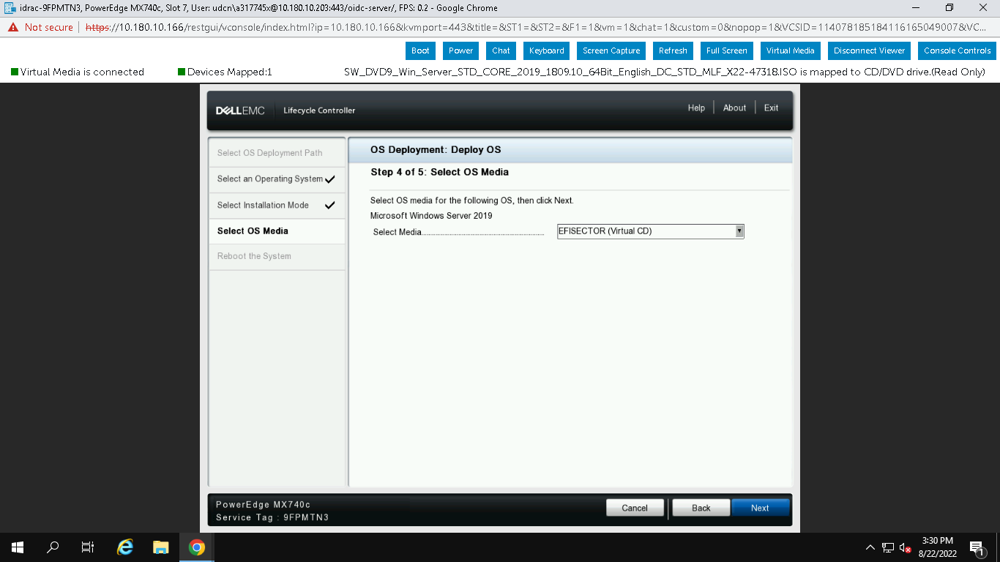 idrac-9FPMTN3, PowerEdge MX740c, Slot 7, User: udcn\a317745x@10.180.10.203:443/oidc-server/, FPS: 0.2 - Google Chrome
Not secure https://10.180.10.166/restgui/vconsole/index.html?ip=10.180.10.166&kvmport=443&title=&ST1=&ST2=&F1=1&vm=1&chat=1&custom=0&nopop=1&VCSID=114078185184116165049007&VC...
Boot Power Chat Keyboard Screen Capture Refresh Full Screen Virtual Media Disconnect Viewer Console Controls
Virtual Media is connected Devices Mapped:1 SW_DVD9_Win_Server_STD_CORE_2019_1809.10_64Bit_English_DC_STD_MLF_X22-47318.ISO is mapped to CD/DVD drive.(Read Only)
DELLEMC Lifecycle Controller Help About Exit
Select OS Deployment Path
Select an Operating System
Select Installation Mode
Select OS Media
Reboot the System
OS Deployment: Deploy OS
Step 4 of 5: Select OS Media
Select OS media for the following OS, then click Next.
Microsoft Windows Server 2019
Select Media.................................................................. EFISECTOR (Virtual CD)
PowerEdge MX740c
Service Tag : 9FPMTN3
Cancel Back Next
3:30 PM
8/22/2022
1